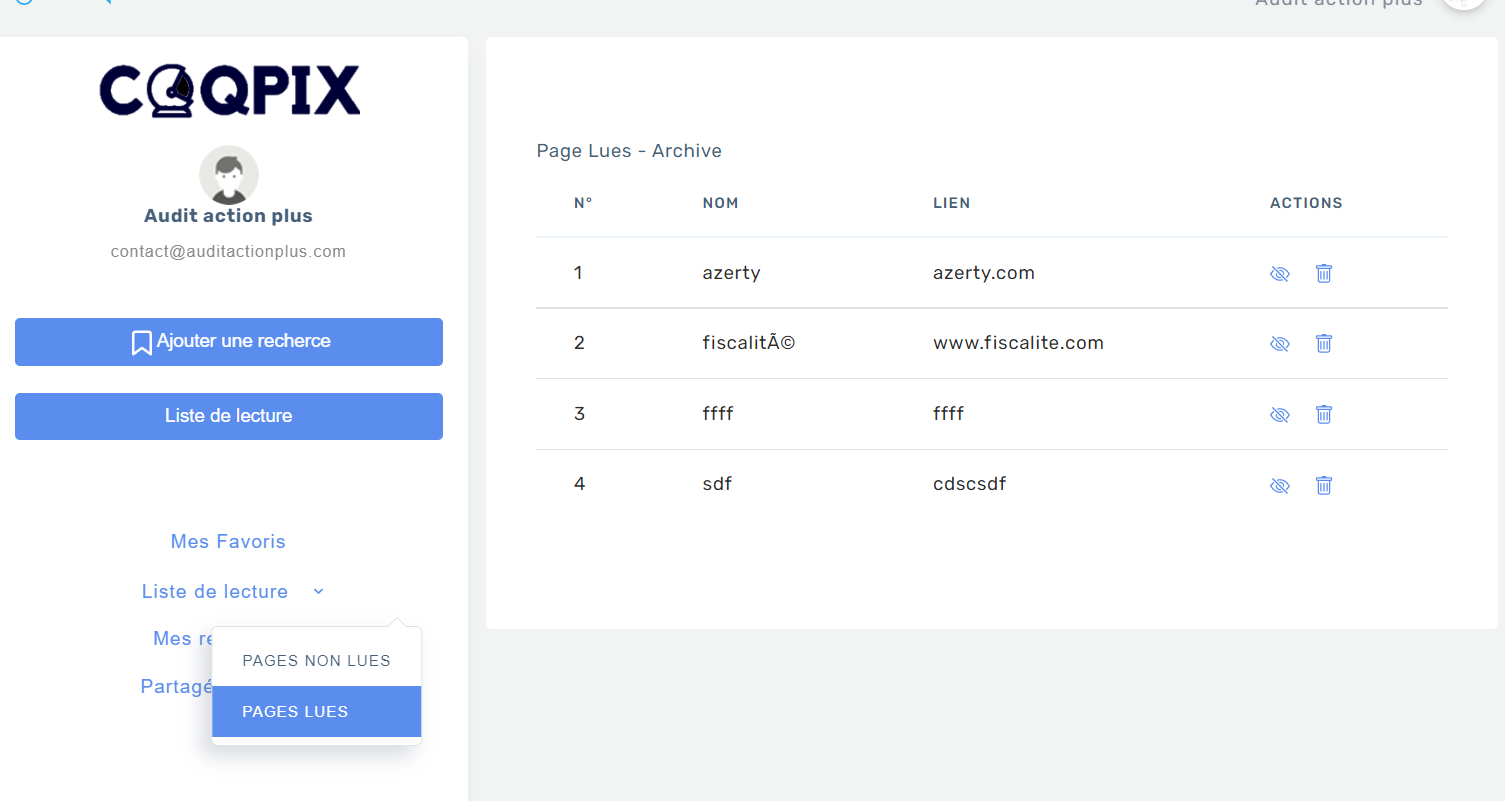 Audit action plus
COQPIX
Audit action plus
contact@auditactionplus.com
Ajouter une recherce
Liste de lecture
Mes Favoris
Liste de lecture
Mes re
Partagé
PAGES NON LUES
PAGES LUES
Page Lues - Archive
N° NOM LIEN ACTIONS
1 azerty azerty.com
2 fiscalitÃ© www.fiscalite.com
3 ffff ffff
4 sdf cdscsdf